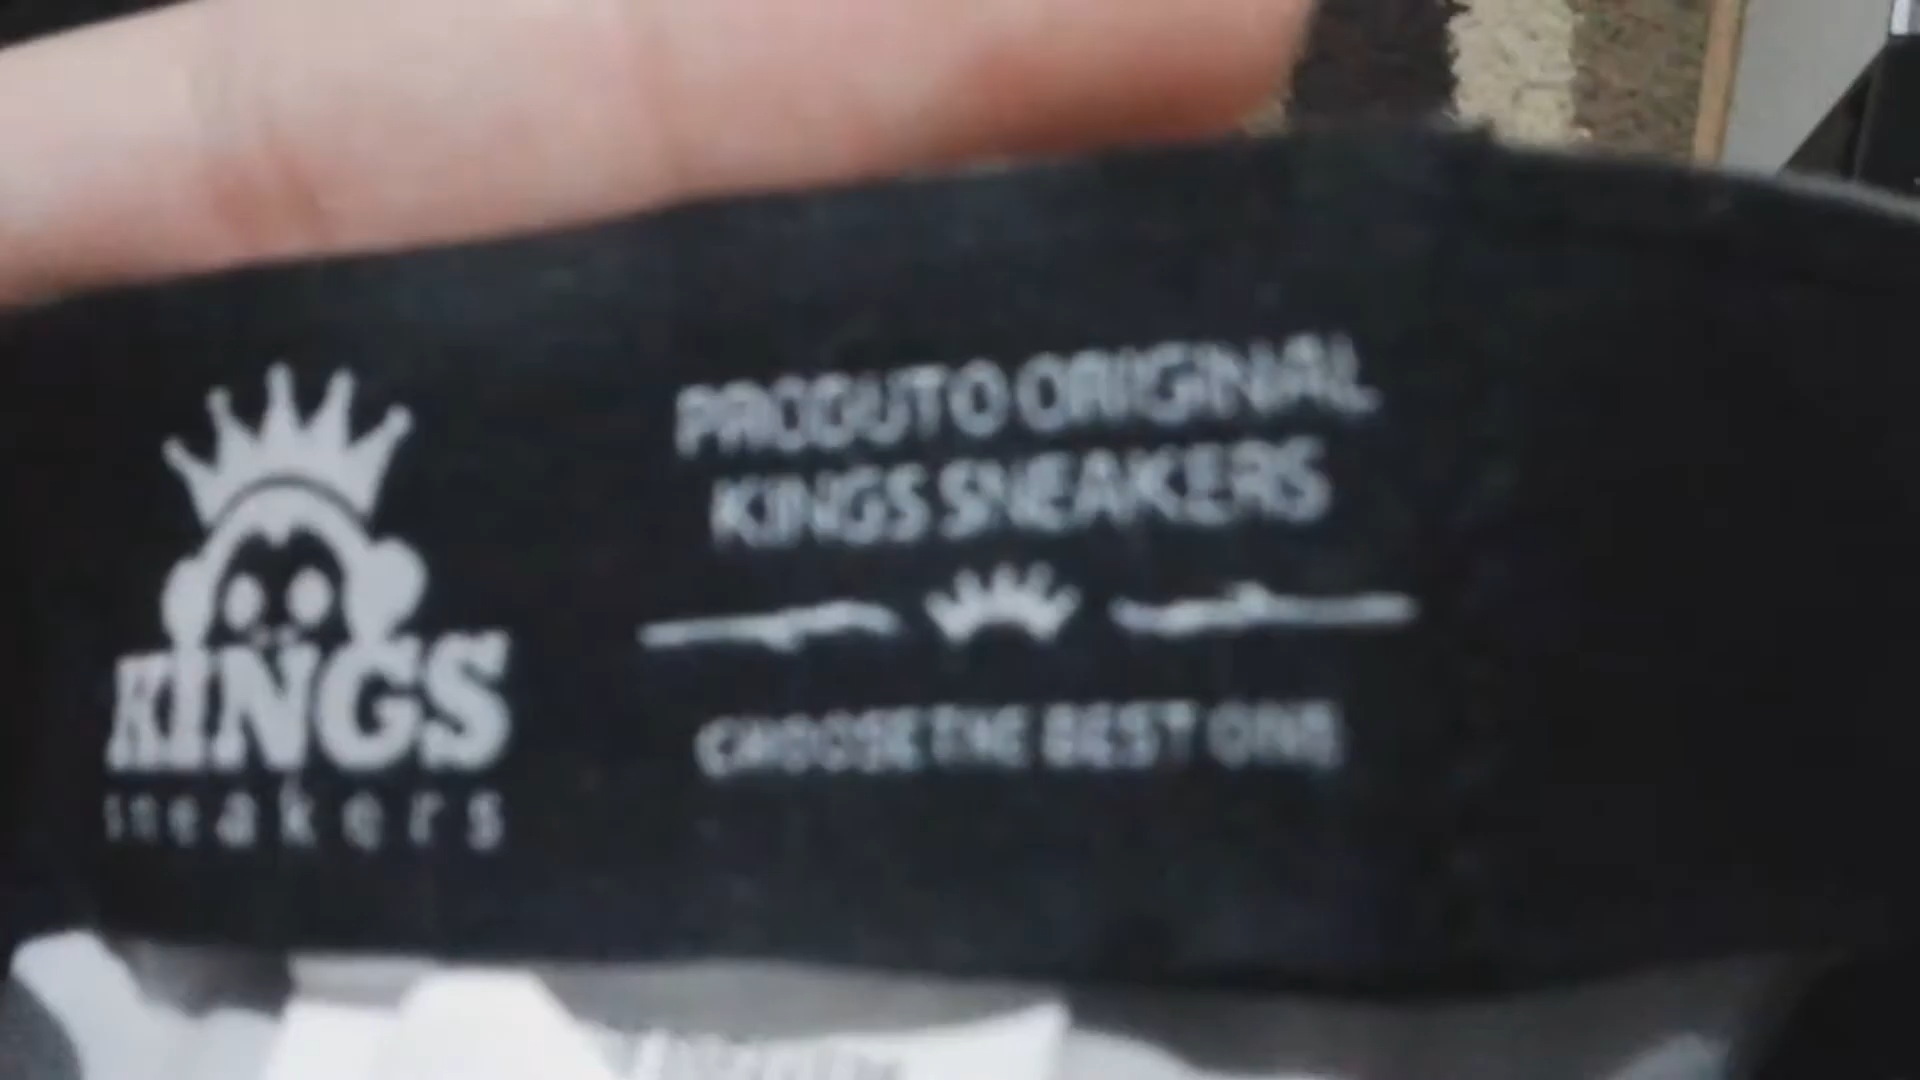 KINGS
sneakers
PRODUTO ORIGINAL
KINGS SNEAKERS
CHOOSE THE BEST ONE